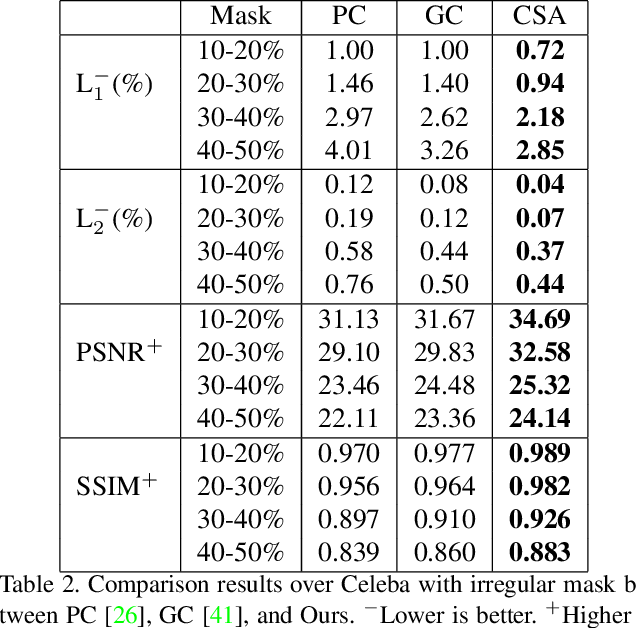 Mask PC GC CSA
10-20% 1.00 1.00 0.72
L₁⁻(%) 20-30% 1.46 1.40 0.94
30-40% 2.97 2.62 2.18
40-50% 4.01 3.26 2.85
10-20% 0.12 0.08 0.04
L₂⁻(%) 20-30% 0.19 0.12 0.07
30-40% 0.58 0.44 0.37
40-50% 0.76 0.50 0.44
10-20% 31.13 31.67 34.69
PSNR⁺ 20-30% 29.10 29.83 32.58
30-40% 23.46 24.48 25.32
40-50% 22.11 23.36 24.14
10-20% 0.970 0.977 0.989
SSIM⁺ 20-30% 0.956 0.964 0.982
30-40% 0.897 0.910 0.926
40-50% 0.839 0.860 0.883
Table 2. Comparison results over Celeba with irregular mask b
tween PC [26], GC [41], and Ours. ⁻Lower is better. ⁺Higher